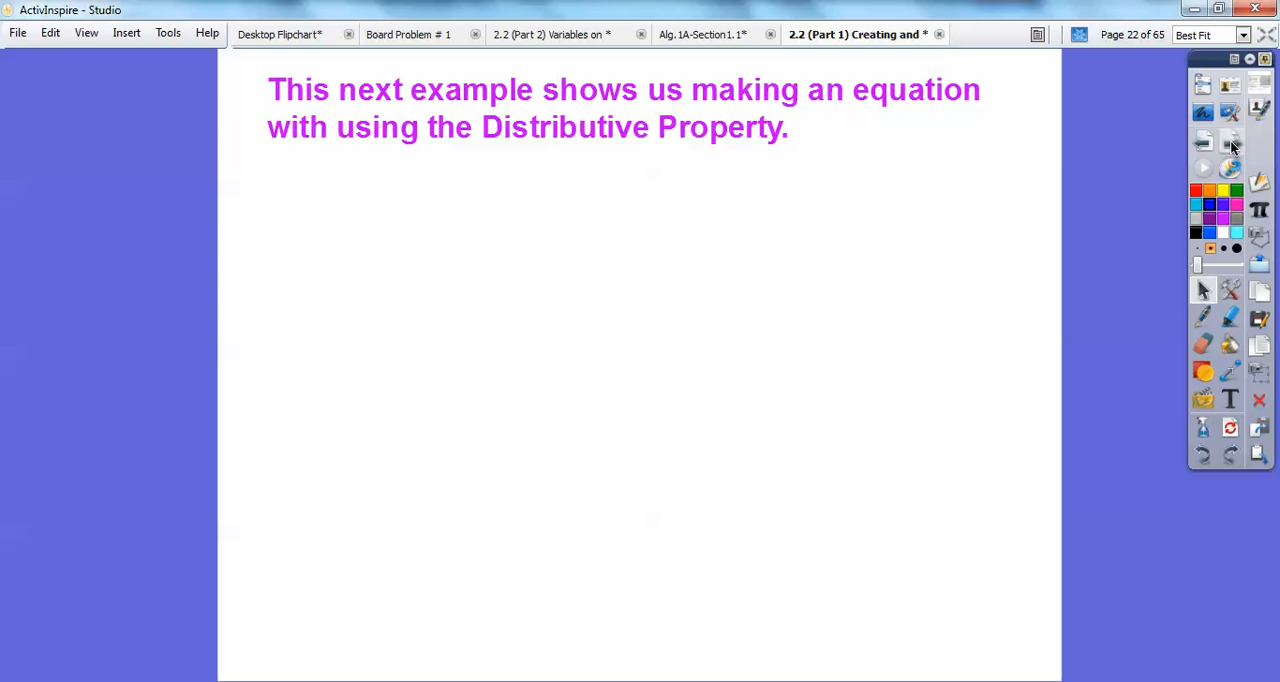 ActivInspire - Studio
File Edit View Insert Tools Help
Desktop Flipchart* Board Problem # 1 2.2 (Part 2) Variables on * Alg.1A-Section1.1* 2.2 (Part 1) Creating and * Page 22 of 65 Best Fit
This next example shows us making an equation
with using the Distributive Property.